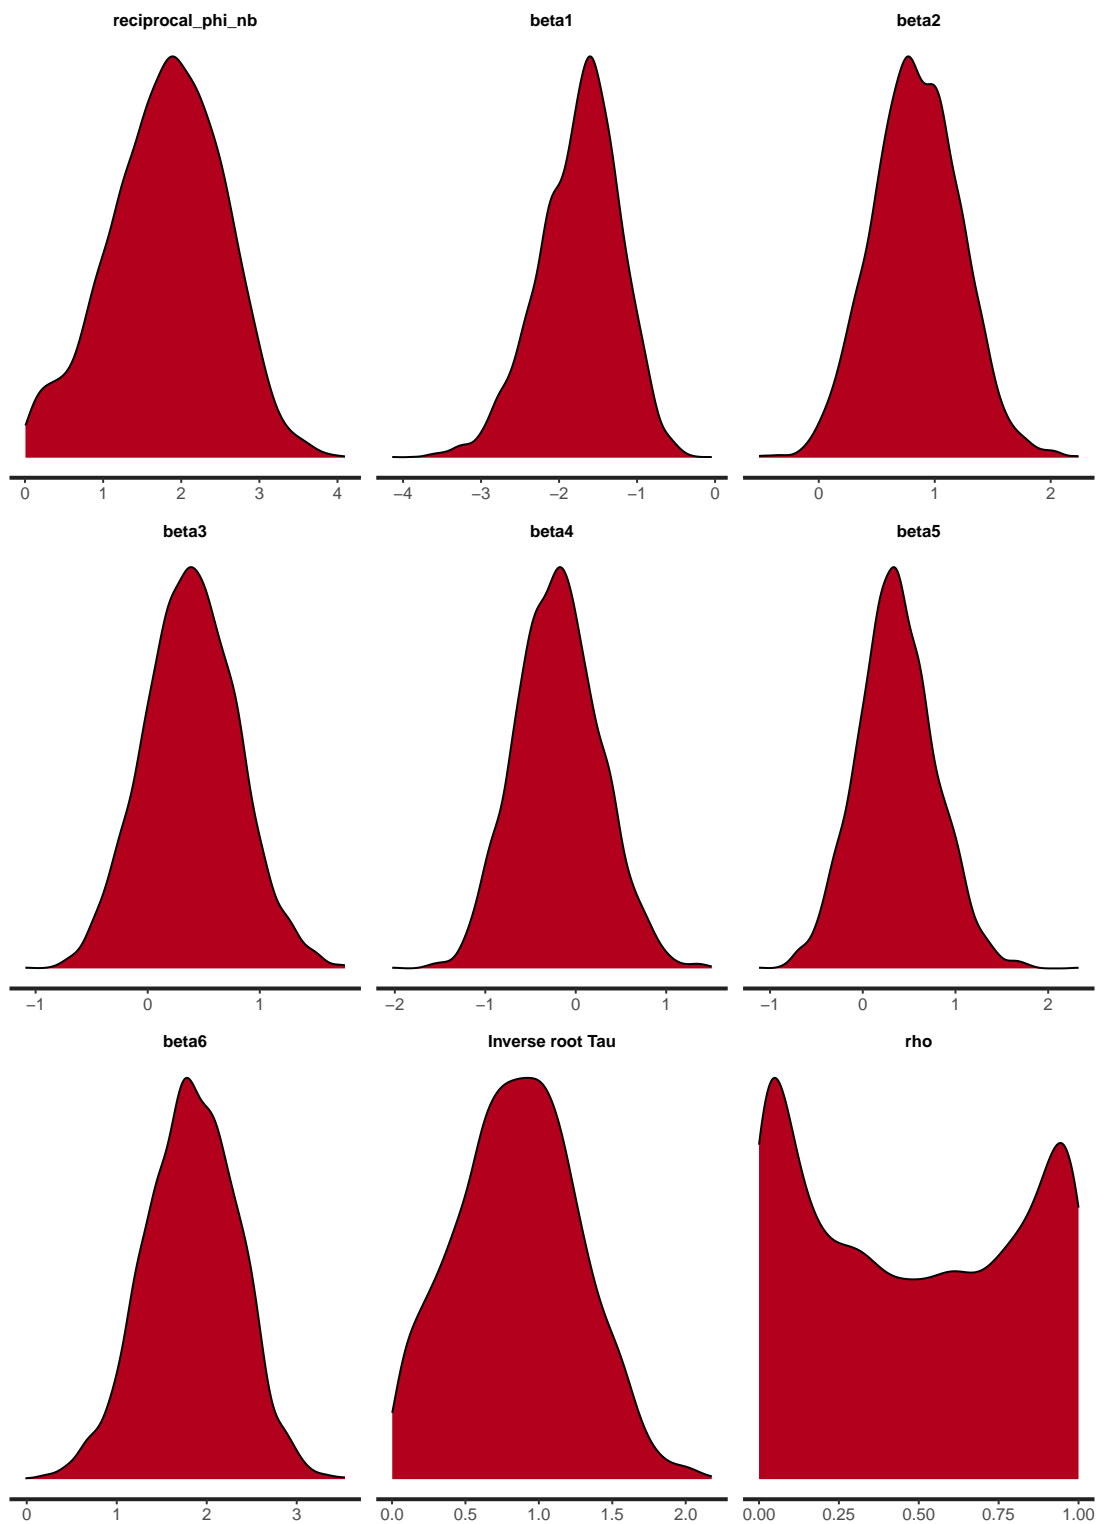 reciprocal_phi_nb beta1 beta2
0 1 2 3 4 −4 −3 −2 −1 0 0 1 2
beta3 beta4 beta5
−1 0 1 −2 −1 0 1 −1 0 1 2
beta6 Inverse root Tau rho
0 1 2 3 0.0 0.5 1.0 1.5 2.0 0.00 0.25 0.50 0.75 1.00